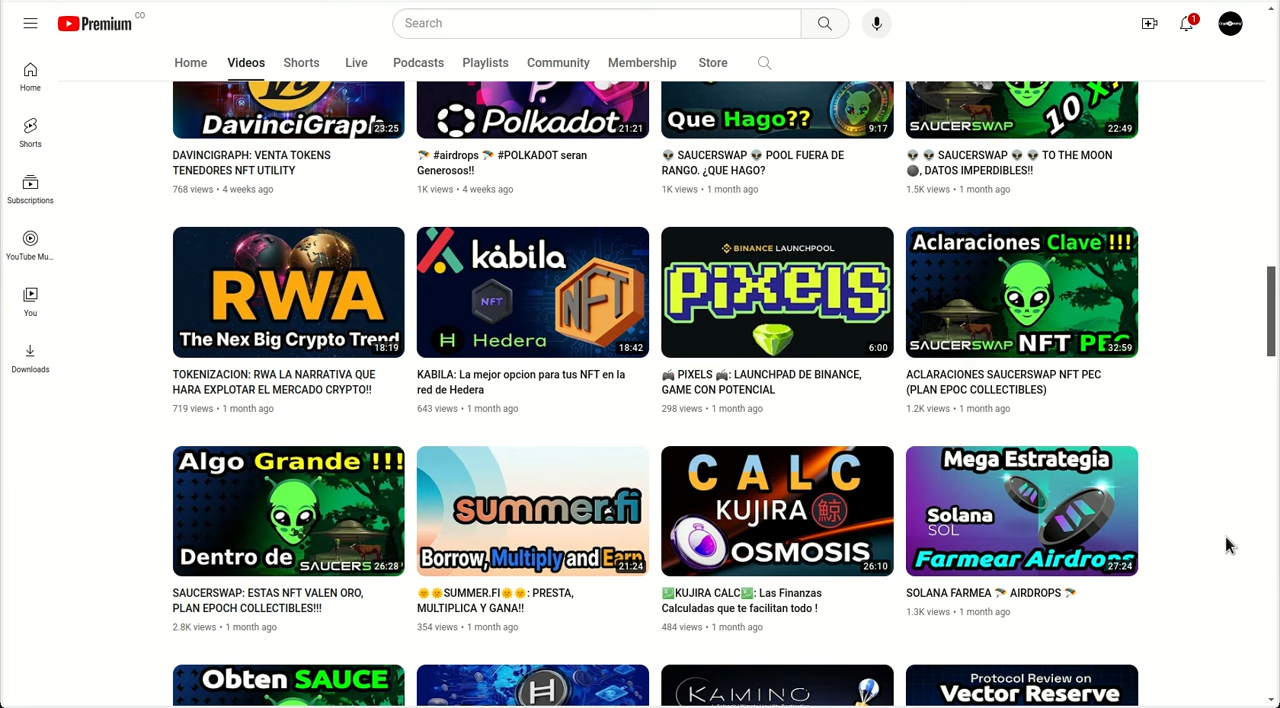 Premium CO
Search
1
Home
Videos
Shorts
Live
Podcasts
Playlists
Community
Membership
Store
Home
Shorts
Subscriptions
YouTube Mu...
You
Downloads
DavinciGraph
23:25
Polkadot
21:21
Que Hago??
9:17
SAUCERSWAP
10 X
22:49
DAVINCIGRAPH: VENTA TOKENS
TENEDORES NFT UTILITY
768 views • 4 weeks ago
🪂 #airdrops 🪂 #POLKADOT seran
Generosos!!
1K views • 4 weeks ago
👽 SAUCERSWAP 👽 POOL FUERA DE
RANGO. ¿QUE HAGO?
1K views • 1 month ago
👽 👽 SAUCERSWAP 👽 👽 TO THE MOON
🌑, DATOS IMPERDIBLES!!
1.5K views • 1 month ago
RWA
The Nex Big Crypto Trend
18:19
kabila
NFT
NFT
H Hedera
18:42
BINANCE LAUNCHPOOL
pixels
6:00
Aclaraciones Clave !!!
SAUCERSWAP NFT PEC
32:59
TOKENIZACION: RWA LA NARRATIVA QUE
HARA EXPLOTAR EL MERCADO CRYPTO!!
719 views • 1 month ago
KABILA: La mejor opcion para tus NFT en la
red de Hedera
643 views • 1 month ago
🎮 PIXELS 🎮: LAUNCHPAD DE BINANCE,
GAME CON POTENCIAL
298 views • 1 month ago
ACLARACIONES SAUCERSWAP NFT PEC
(PLAN EPOC COLLECTIBLES)
1.2K views • 1 month ago
Algo Grande !!!
Dentro de SAUCERS
26:28
summer.fi
Borrow, Multiply and Earn
21:24
CALC
KUJIRA 鯨
OSMOSIS
26:10
Mega Estrategia
Solana
SOL
Farmear Airdrops
27:24
SAUCERSWAP: ESTAS NFT VALEN ORO,
PLAN EPOCH COLLECTIBLES!!!
2.8K views • 1 month ago
🌞🌞SUMMER.FI🌞🌞: PRESTA,
MULTIPLICA Y GANA!!
354 views • 1 month ago
💹KUJIRA CALC💹: Las Finanzas
Calculadas que te facilitan todo !
484 views • 1 month ago
SOLANA FARMEA 🪂 AIRDROPS 🪂
1.3K views • 1 month ago
Obten SAUCE
H
KAMINO
Protocol Review on
Vector Reserve